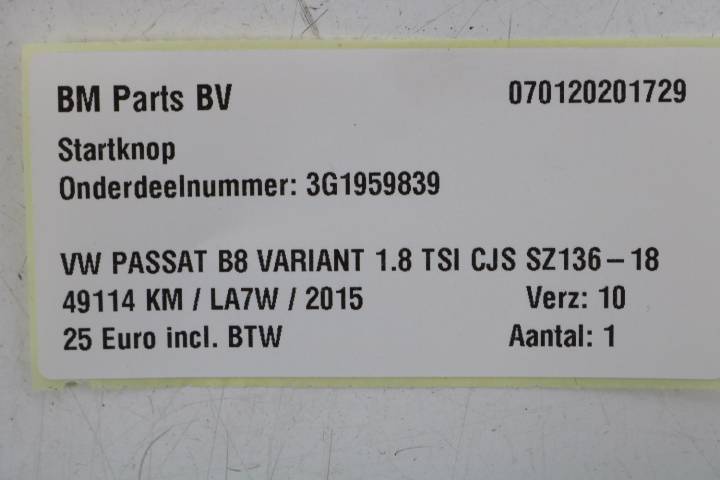 BM Parts BV 070120201729
Startknop
Onderdeelnummer: 3G1959839
VW PASSAT B8 VARIANT 1.8 TSI CJS SZ136-18
49114 KM / LA7W / 2015 Verz: 10
25 Euro incl. BTW Aantal: 1